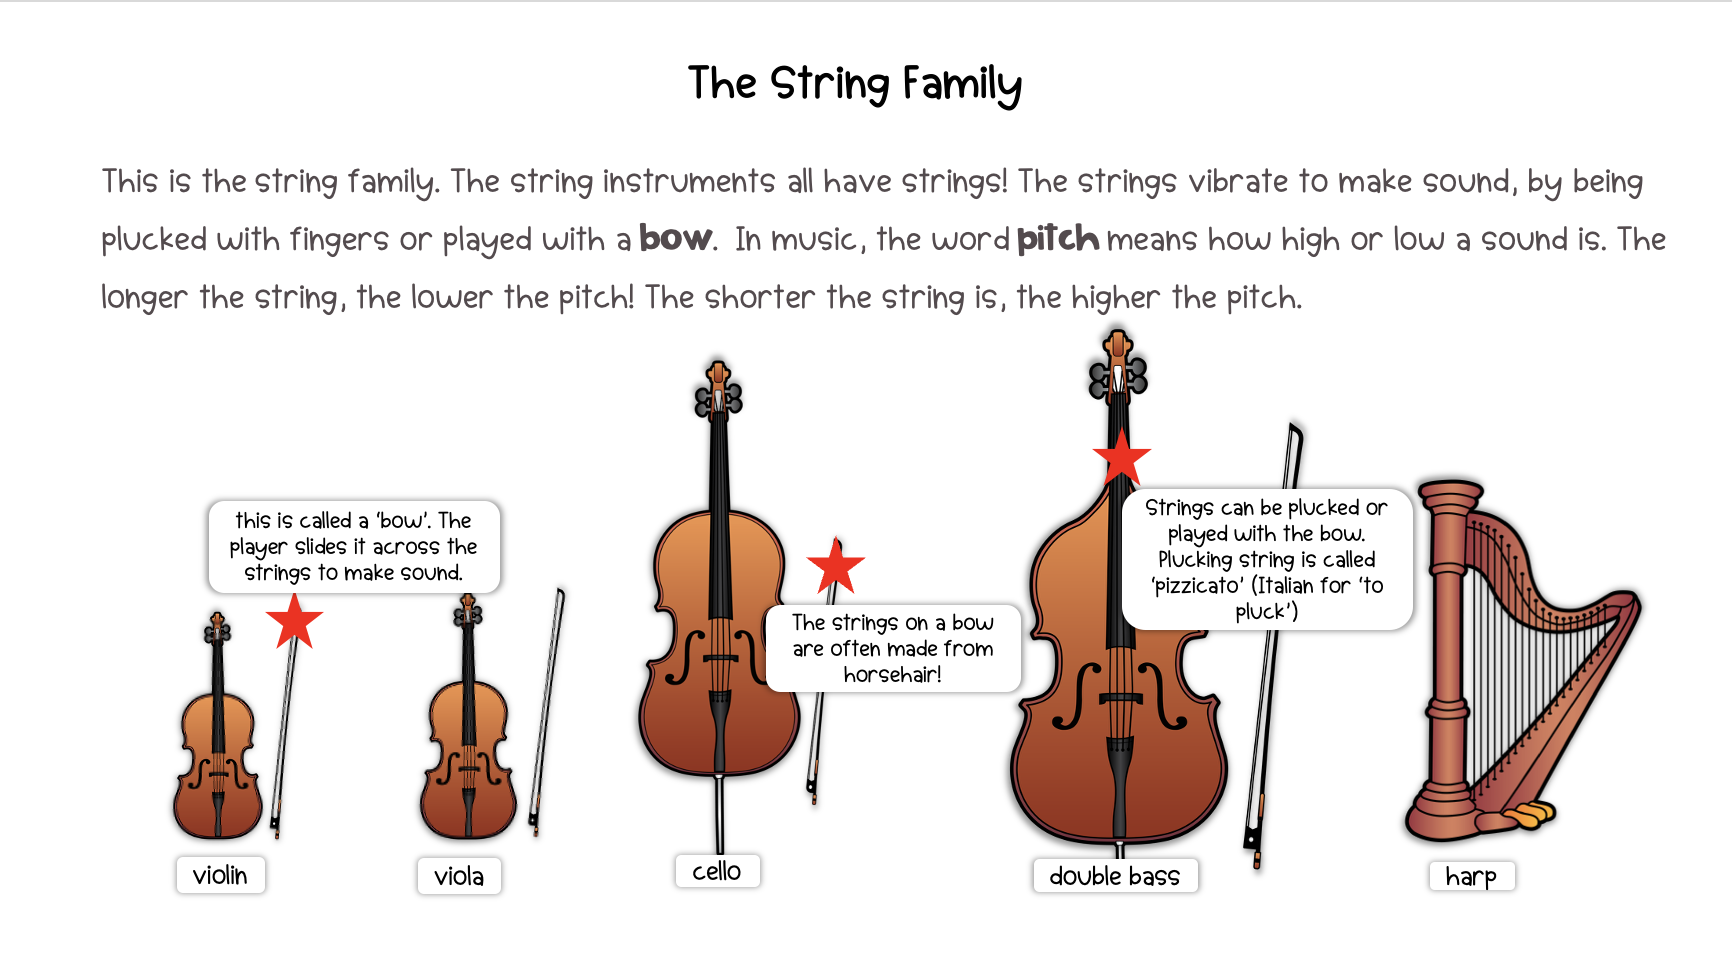 The String Family
This is the string family. The string instruments all have strings! The strings vibrate to make sound, by being
plucked with fingers or played with a bow.  In music, the word pitch means how high or low a sound is. The
longer the string, the lower the pitch! The shorter the string is, the higher the pitch.
this is called a ‘bow’. The
player slides it across the
strings to make sound.
The strings on a bow
are often made from
horsehair!
Strings can be plucked or
played with the bow.
Plucking string is called
‘pizzicato’ (Italian for ‘to
pluck’)
violin
viola
cello
double bass
harp